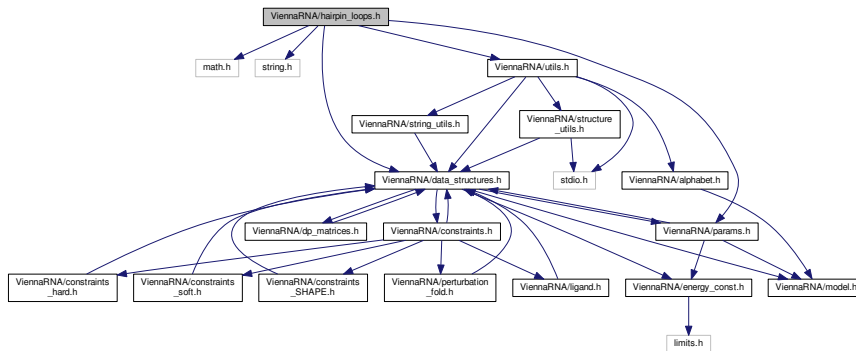 ViennaRNA/hairpin_loops.h
math.h
string.h
ViennaRNA/utils.h
ViennaRNA/string_utils.h
ViennaRNA/structure
_utils.h
stdio.h
ViennaRNA/data_structures.h
ViennaRNA/alphabet.h
ViennaRNA/dp_matrices.h
ViennaRNA/constraints.h
ViennaRNA/params.h
ViennaRNA/constraints
_hard.h
ViennaRNA/constraints
_soft.h
ViennaRNA/constraints
_SHAPE.h
ViennaRNA/perturbation
_fold.h
ViennaRNA/ligand.h
ViennaRNA/energy_const.h
ViennaRNA/model.h
limits.h